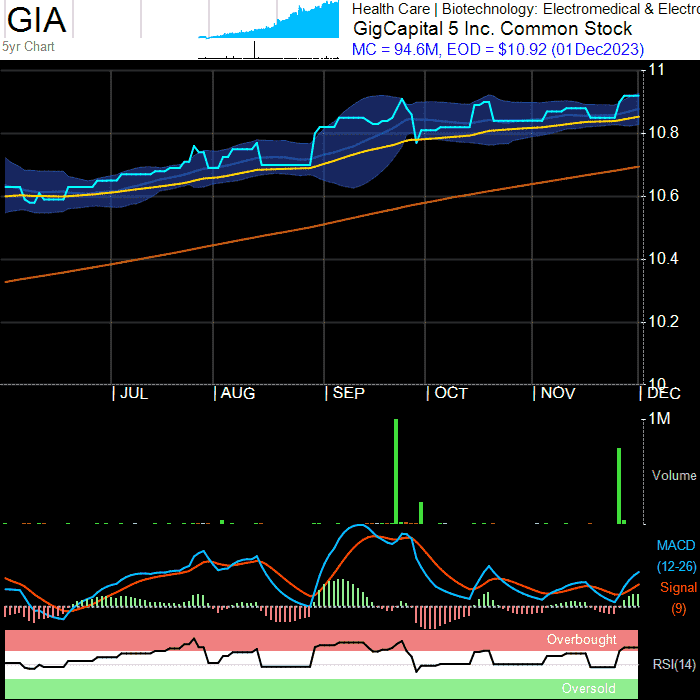 GIA
5yr Chart
Health Care | Biotechnology: Electromedical & Electro
GigCapital 5 Inc. Common Stock
MC = 94.6M, EOD = $10.92 (01Dec2023)
11
10.8
10.6
10.4
10.2
10
| JUL
| AUG
| SEP
| OCT
| NOV
| DEC
1M
Volume
MACD
(12-26)
Signal
(9)
Overbought
RSI(14)
Oversold